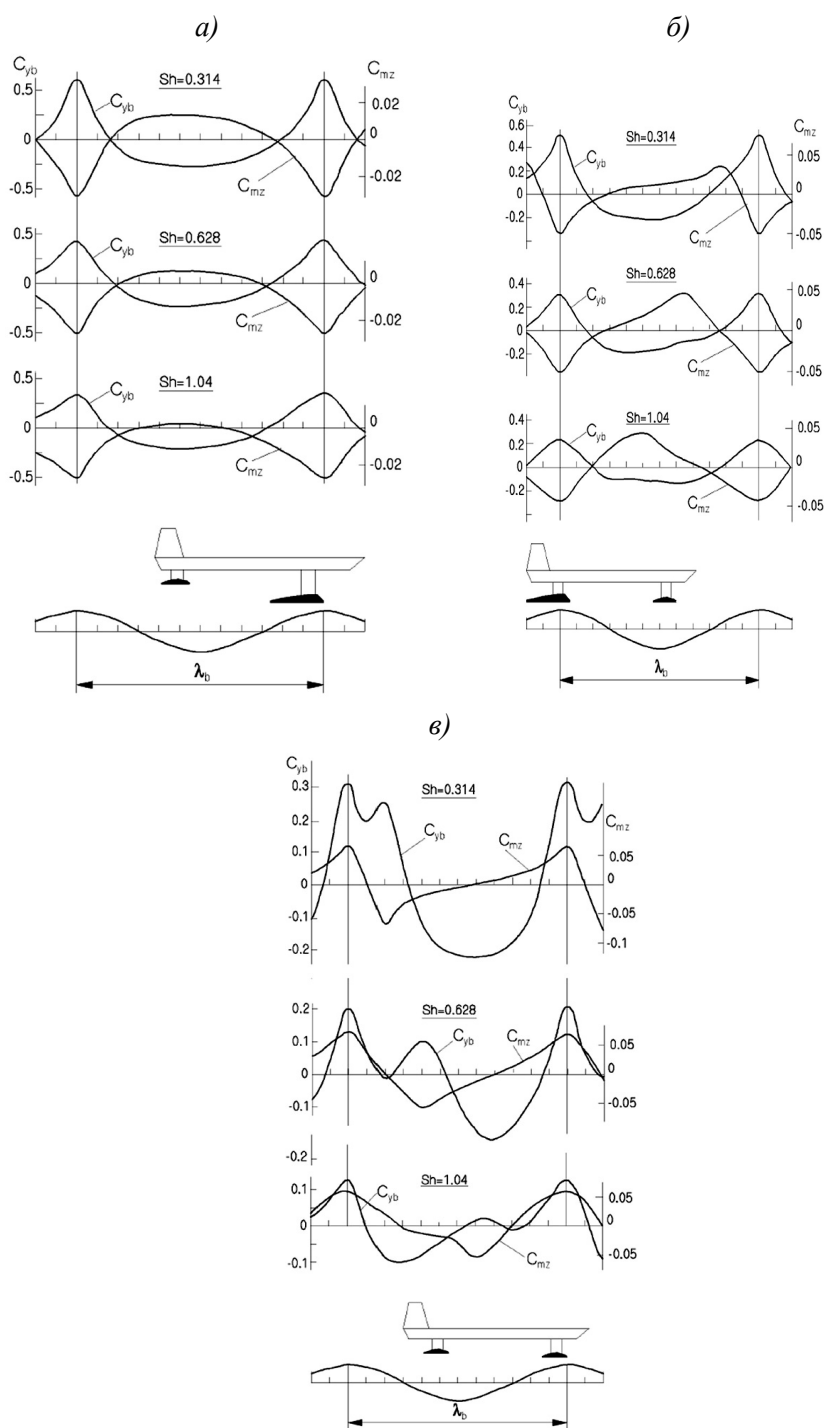 а)
C_yb
Sh=0.314
C_mz
0.5
C_yb
0.02
0
0
-0.5
C_mz
-0.02
0.5
C_yb
Sh=0.628
0
0
-0.5
C_mz
-0.02
0.5
C_yb
Sh=1.04
0
0
-0.5
C_mz
-0.02
λ_b
б)
C_yb
C_mz
0.6
Sh=0.314
0.4
C_yb
0.05
0.2
0
0
-0.2
C_mz
-0.05
Sh=0.628
0.4
C_yb
0.05
0.2
0
0
-0.2
C_mz
-0.05
Sh=1.04
0.4
C_yb
0.05
0.2
0
0
-0.2
C_mz
-0.05
λ_b
в)
C_yb
Sh=0.314
0.3
C_mz
0.2
C_yb
C_mz
0.1
0.05
0
0
-0.1
-0.05
-0.2
-0.1
0.2
Sh=0.628
0.1
C_yb
C_mz
0.05
0
0
-0.1
-0.05
-0.2
Sh=1.04
0.1
C_yb
0.05
0
0
-0.1
C_mz
-0.05
λ_b